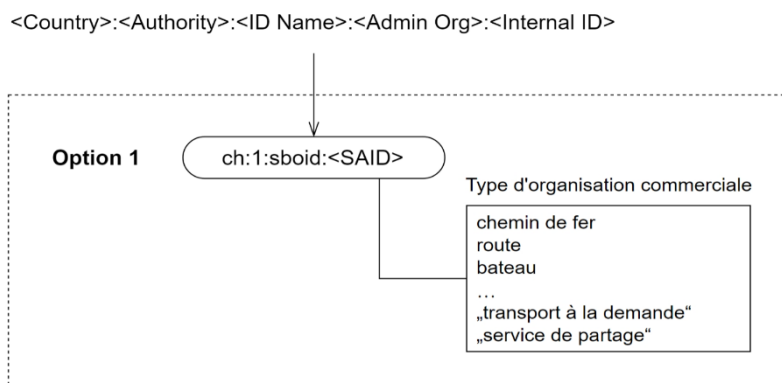 <Country>:<Authority>:<ID Name>:<Admin Org>:<Internal ID>
Option 1
ch:1:sboid:<SAID>
Type d'organisation commerciale
chemin de fer
route
bateau
...
„transport à la demande“
„service de partage“